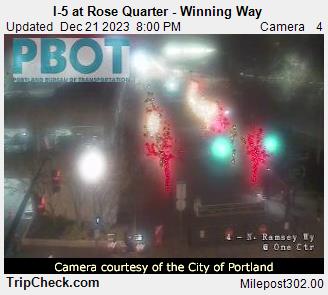 I-5 at Rose Quarter - Winning Way
Updated Dec 21 2023 8:00 PM Camera 4
PBOT
PORTLAND BUREAU OF TRANSPORTATION
4 - N. Ramsey Wy
@ One Ctr
Camera courtesy of the City of Portland
TripCheck.com Milepost302.00